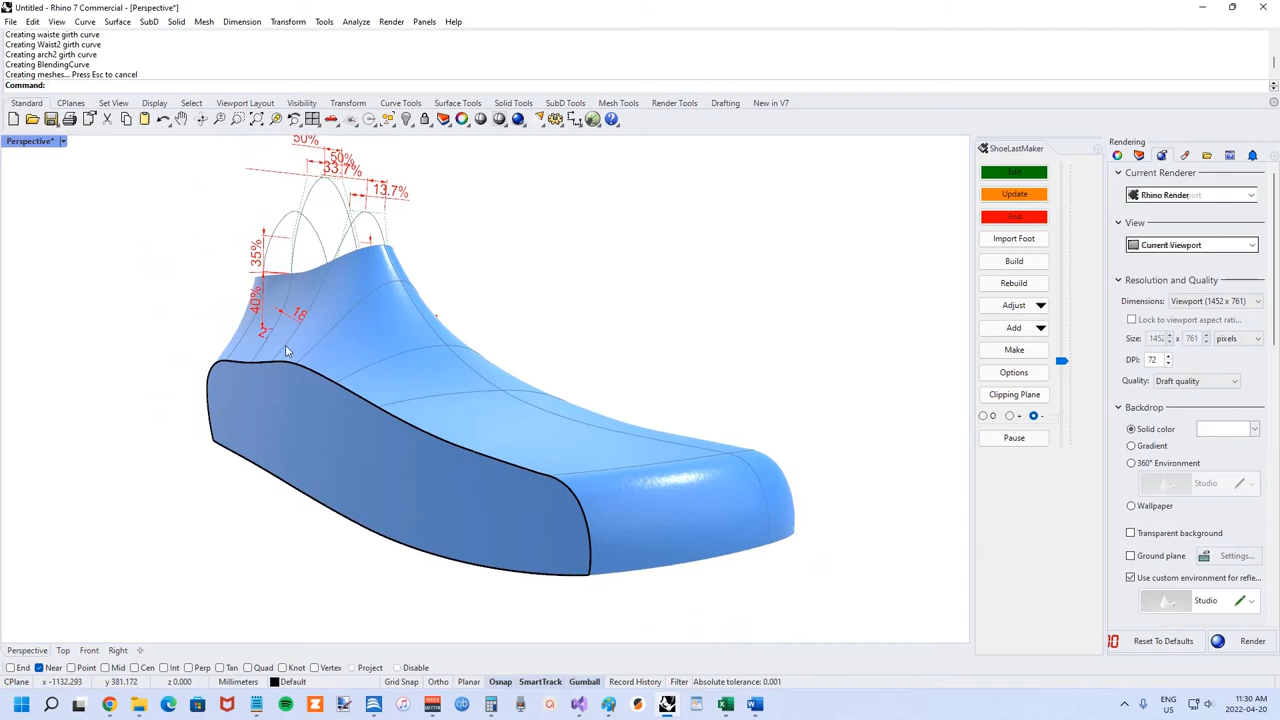 Untitled - Rhino 7 Commercial - [Perspective*]
File Edit View Curve Surface SubD Solid Mesh Dimension Transform Tools Analyze Render Panels Help
Creating waiste girth curve
Creating Waist2 girth curve
Creating arch2 girth curve
Creating BlendingCurve
Creating meshes... Press Esc to cancel
Command:
Standard CPlanes Set View Display Select Viewport Layout Visibility Transform Curve Tools Surface Tools Solid Tools SubD Tools Mesh Tools Render Tools Drafting New in V7
Perspective*
50%
50%
33.7%
13.7%
35%
40%
18
2
ShoeLastMaker
Edit
Update
End
Import Foot
Build
Rebuild
Adjust
Add
Make
Options
Clipping Plane
O + -
Pause
Rendering
Current Renderer
Rhino Render
View
Current Viewport
Resolution and Quality
Dimensions: Viewport (1452 x 761)
Lock to viewport aspect rati...
Size: 1452 x 761 pixels
DPI: 72
Quality: Draft quality
Backdrop
Solid color
Gradient
360° Environment
Studio
Wallpaper
Transparent background
Ground plane Settings...
Use custom environment for refle...
Studio
Reset To Defaults Render
Perspective Top Front Right
End Near Point Mid Cen Int Perp Tan Quad Knot Vertex Project Disable
CPlane x -1132.293 y 381.172 z 0.000 Millimeters Default Grid Snap Ortho Planar Osnap SmartTrack Gumball Record History Filter Absolute tolerance: 0.001
ENG
US
11:30 AM
2022-04-20